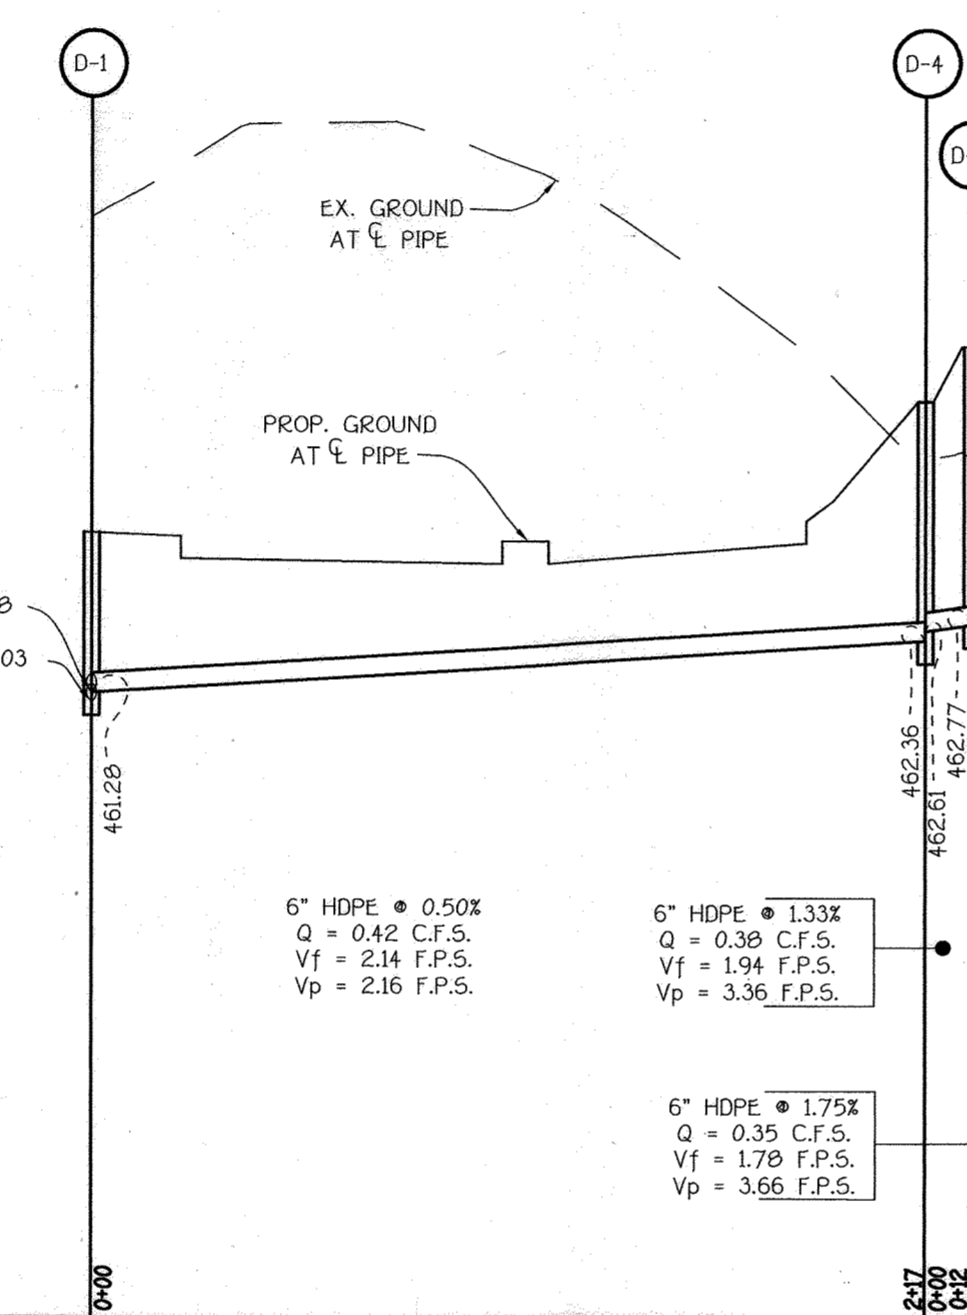 D-1
D-4
D-
EX. GROUND
AT ℄ PIPE
PROP. GROUND
AT ℄ PIPE
8
03
461.28
462.36
462.61
462.77
6" HDPE @ 0.50%
Q = 0.42 C.F.S.
Vf = 2.14 F.P.S.
Vp = 2.16 F.P.S.
6" HDPE @ 1.33%
Q = 0.38 C.F.S.
Vf = 1.94 F.P.S.
Vp = 3.36 F.P.S.
6" HDPE @ 1.75%
Q = 0.35 C.F.S.
Vf = 1.78 F.P.S.
Vp = 3.66 F.P.S.
0+00
2+17
0+00
0+12